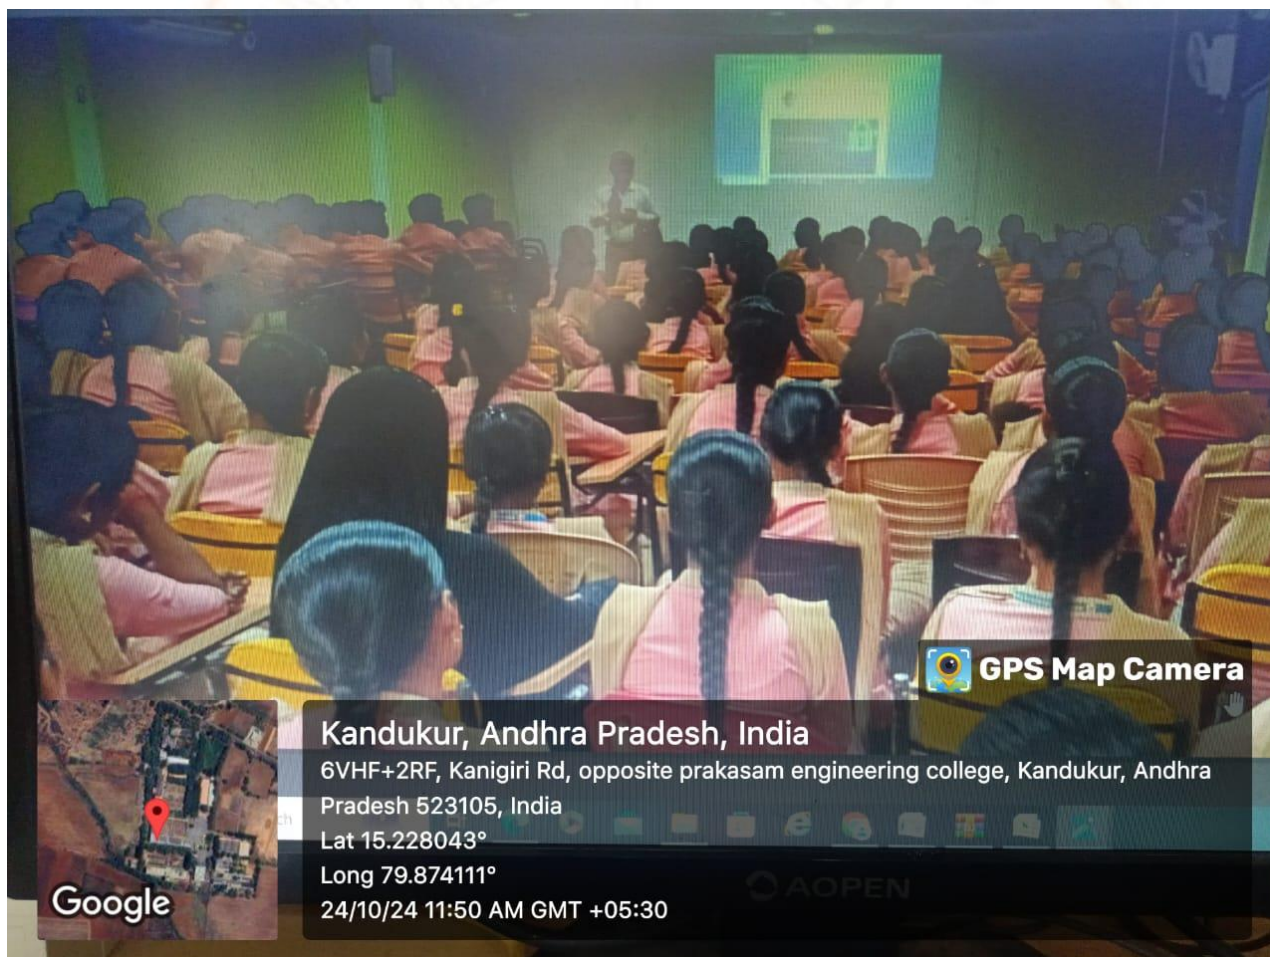 GPS Map Camera
Kandukur, Andhra Pradesh, India
6VHF+2RF, Kanigiri Rd, opposite prakasam engineering college, Kandukur, Andhra
Pradesh 523105, India
Lat 15.228043°
Long 79.874111°
24/10/24 11:50 AM GMT +05:30
Google
AOPEN